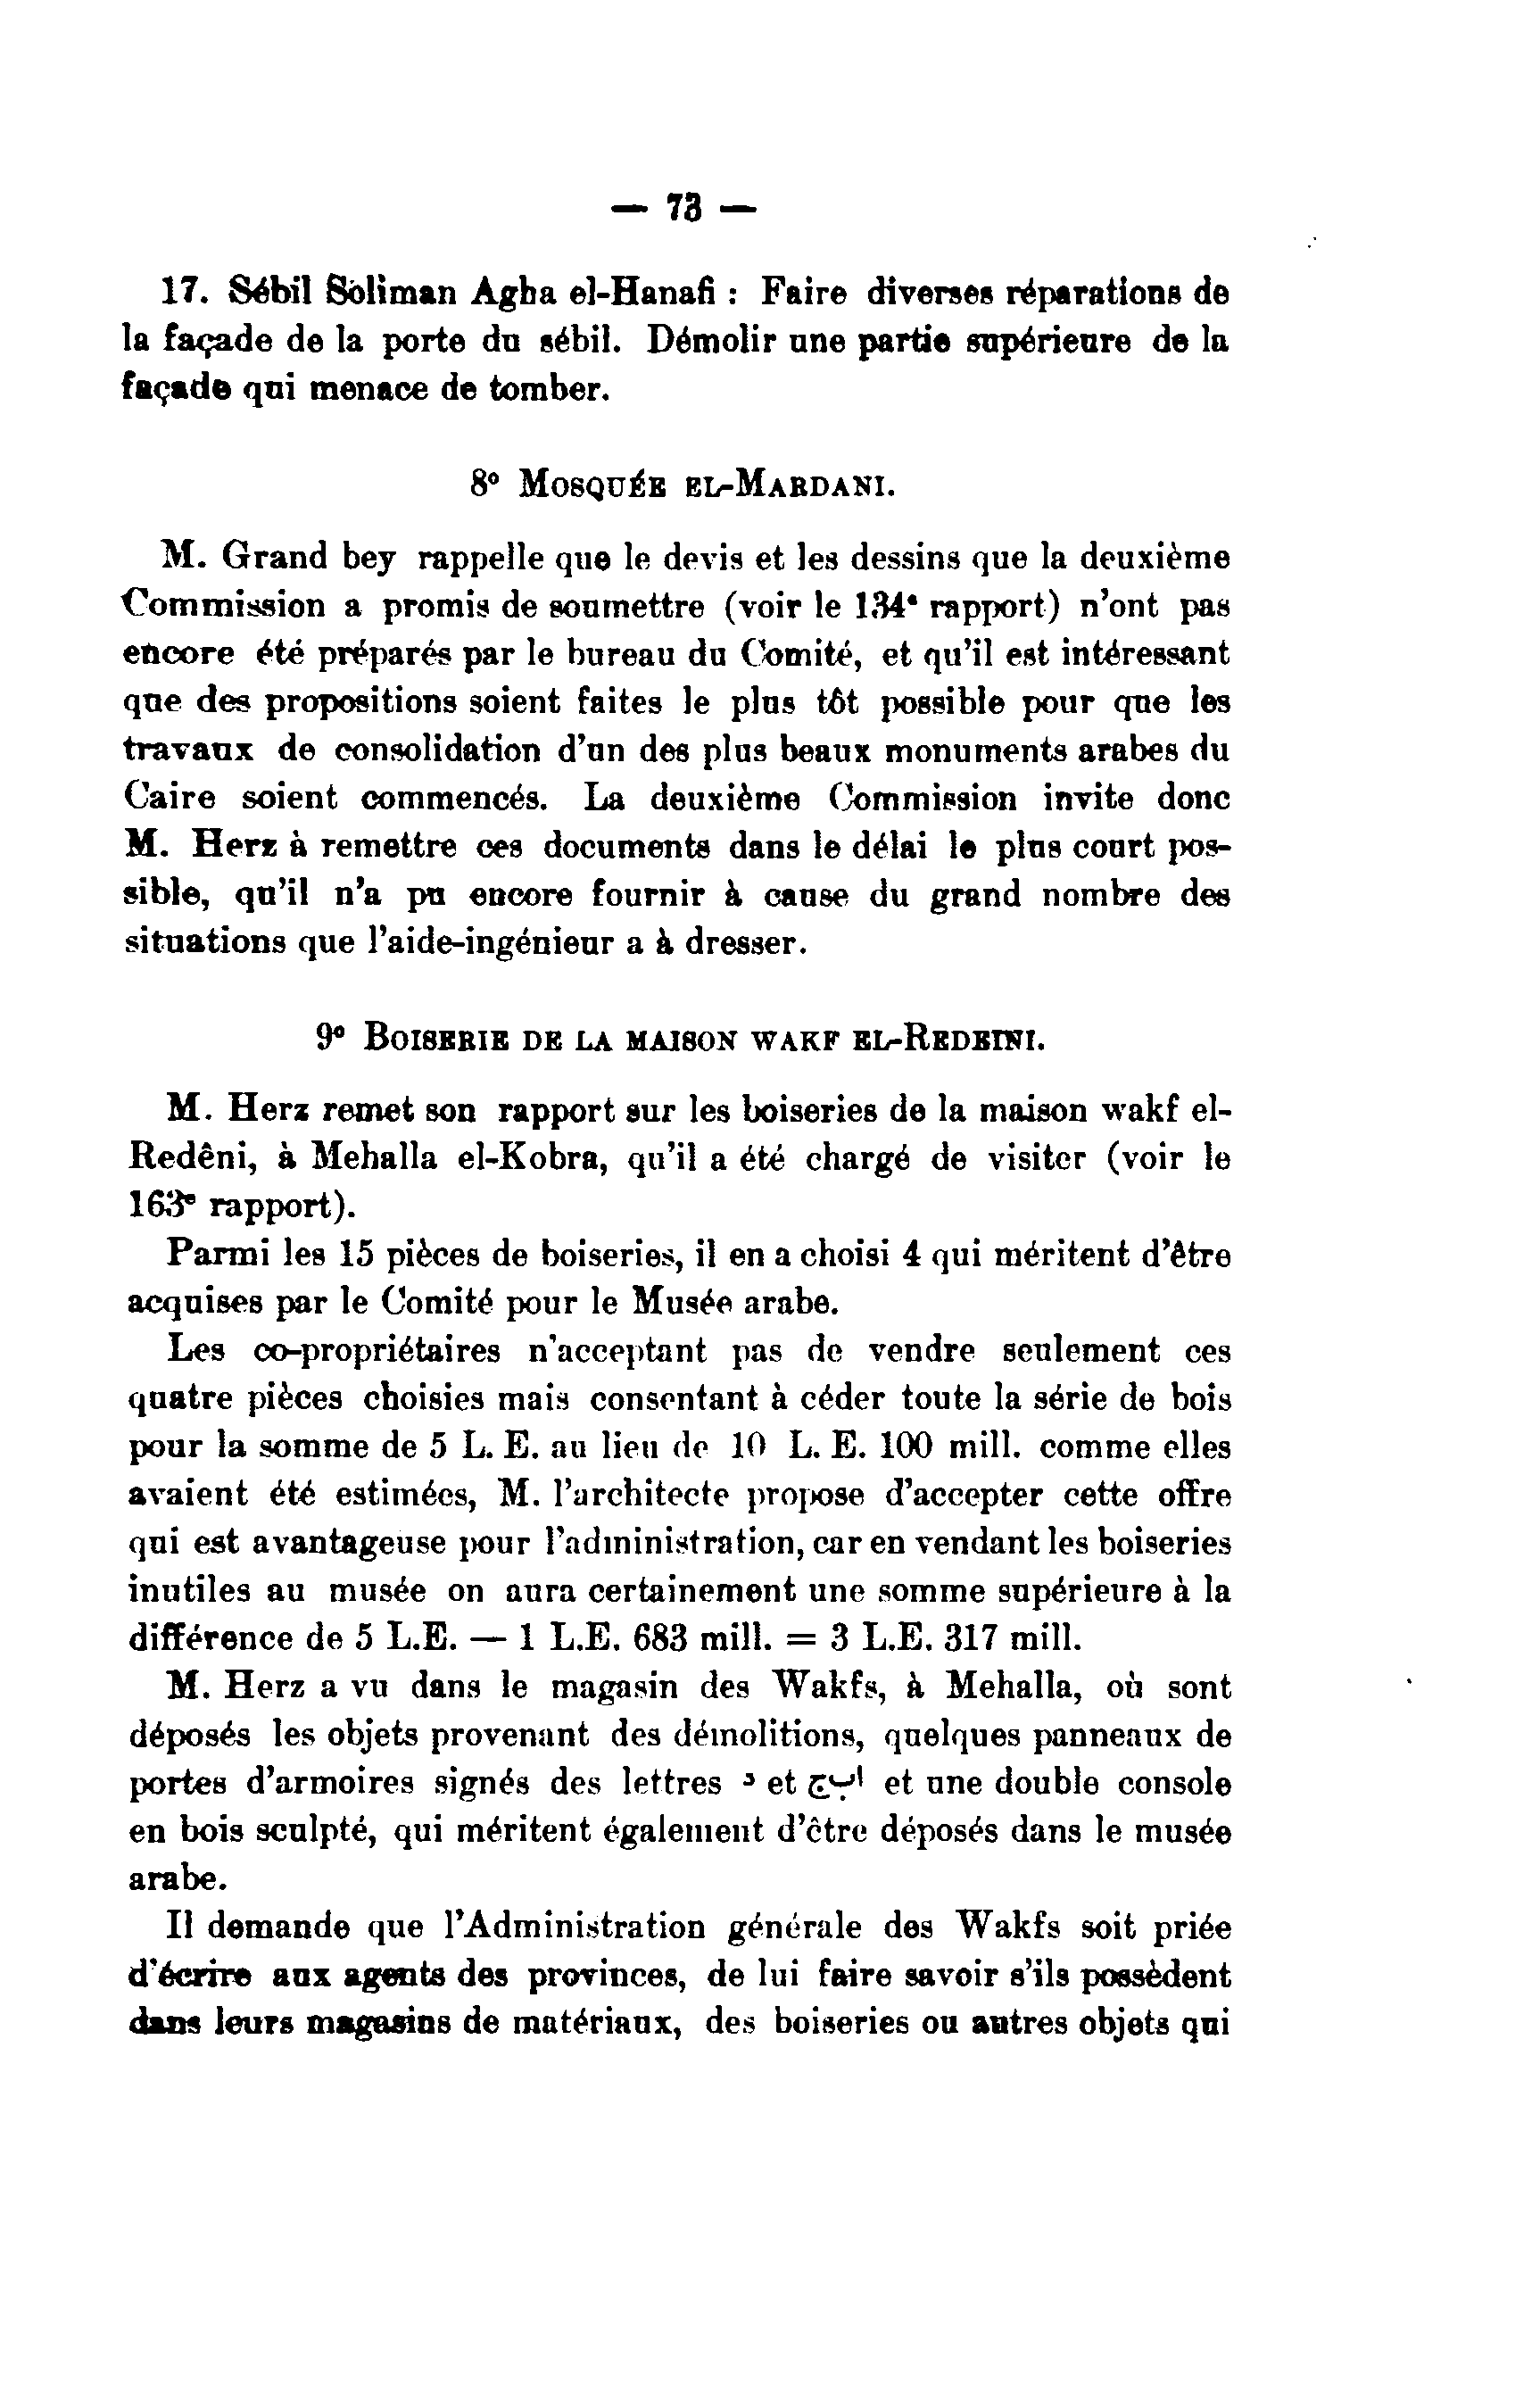 — 73 —
17. Sébil Soliman Agha el-Hanafi : Faire diverses réparations de
la façade de la porte du sébil. Démolir une partie supérieure de la
façade qui menace de tomber.
8° MOSQUÉE EL-MARDANI.
M. Grand bey rappelle que le devis et les dessins que la deuxième
Commission a promis de soumettre (voir le 134e rapport) n'ont pas
encore été préparés par le bureau du Comité, et qu'il est intéressant
que des propositions soient faites le plus tôt possible pour que les
travaux de consolidation d'un des plus beaux monuments arabes du
Caire soient commencés. La deuxième Commission invite donc
M. Herz à remettre ces documents dans le délai le plus court pos-
sible, qu'il n'a pu encore fournir à cause du grand nombre des
situations que l'aide-ingénieur a à dresser.
9° BOISERIE DE LA MAISON WAKF EL-REDEINI.
M. Herz remet son rapport sur les boiseries de la maison wakf el-
Redêni, à Mehalla el-Kobra, qu'il a été chargé de visiter (voir le
163e rapport).
Parmi les 15 pièces de boiseries, il en a choisi 4 qui méritent d'être
acquises par le Comité pour le Musée arabe.
Les co-propriétaires n'acceptant pas de vendre seulement ces
quatre pièces choisies mais consentant à céder toute la série de bois
pour la somme de 5 L. E. au lieu de 10 L. E. 100 mill. comme elles
avaient été estimées, M. l'architecte propose d'accepter cette offre
qui est avantageuse pour l'administration, car en vendant les boiseries
inutiles au musée on aura certainement une somme supérieure à la
différence de 5 L.E. — 1 L.E. 683 mill. = 3 L.E. 317 mill.
M. Herz a vu dans le magasin des Wakfs, à Mehalla, où sont
déposés les objets provenant des démolitions, quelques panneaux de
portes d'armoires signés des lettres د et et une double console
en bois sculpté, qui méritent également d'être déposés dans le musée
arabe.
Il demande que l'Administration générale des Wakfs soit priée
d'écrire aux agents des provinces, de lui faire savoir s'ils possèdent
dans leurs magasins de matériaux, des boiseries ou autres objets qui